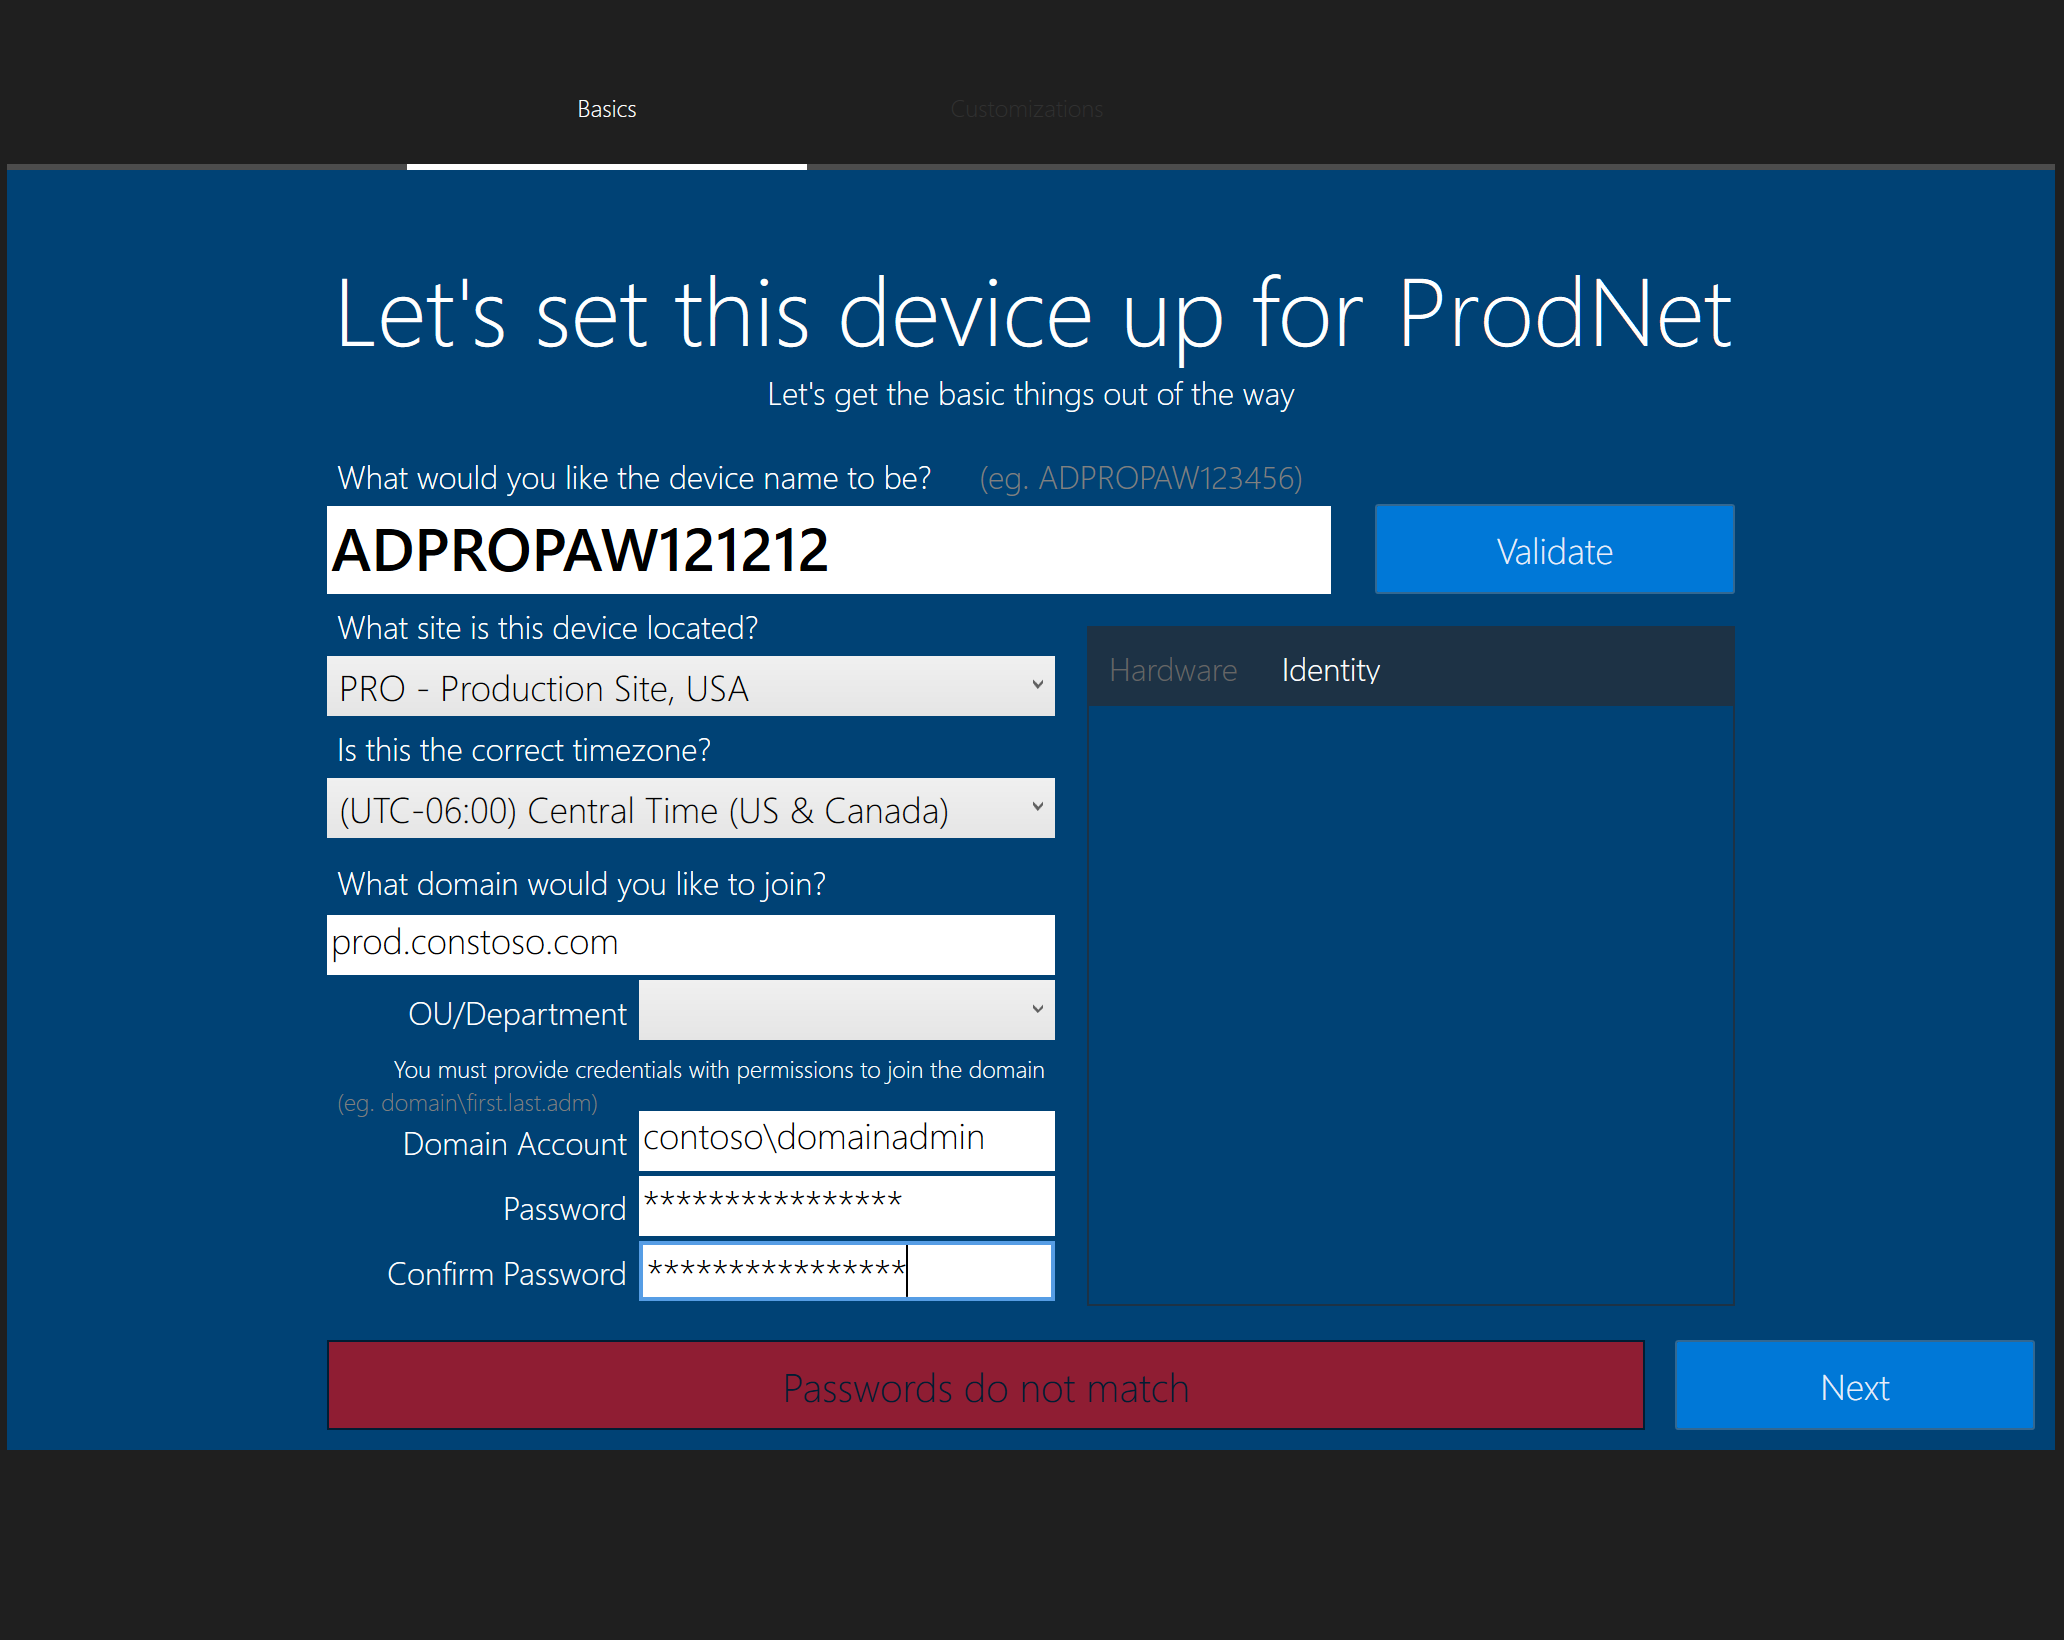 Basics
Customizations
Let's set this device up for ProdNet
Let's get the basic things out of the way
What would you like the device name to be? (eg. ADPROPAW123456)
ADPROPAW121212
Validate
What site is this device located?
PRO - Production Site, USA
Is this the correct timezone?
(UTC-06:00) Central Time (US & Canada)
What domain would you like to join?
prod.constoso.com
OU/Department
You must provide credentials with permissions to join the domain
(eg. domain\first.last.adm)
Domain Account contoso\domainadmin
Password ****************
Confirm Password ****************
Hardware Identity
Passwords do not match
Next